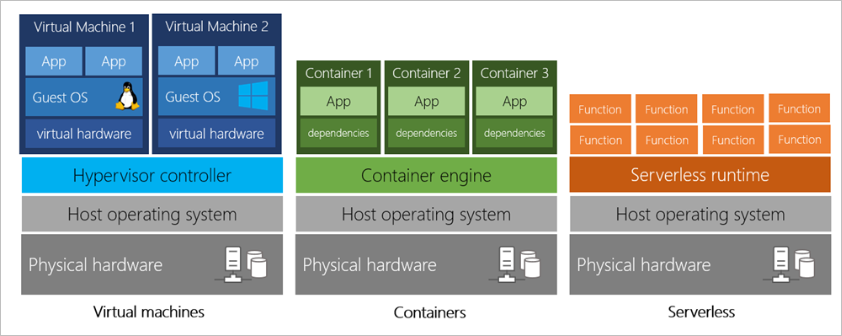 Virtual Machine 1
App App
Guest OS
virtual hardware
Virtual Machine 2
App App
Guest OS
virtual hardware
Hypervisor controller
Host operating system
Physical hardware
Virtual machines
Container 1
App
dependencies
Container 2
App
dependencies
Container 3
App
dependencies
Container engine
Host operating system
Physical hardware
Containers
Function Function Function Function
Function Function Function Function
Serverless runtime
Host operating system
Physical hardware
Serverless